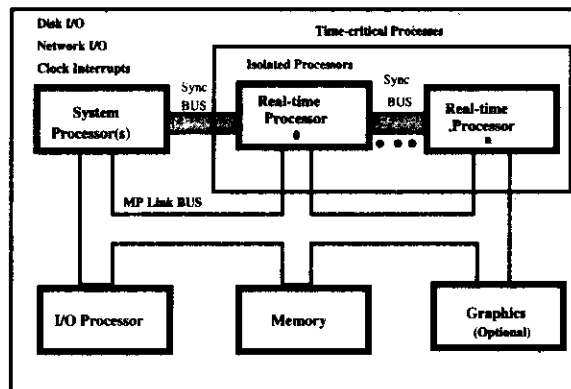 Disk I/O
Network I/O
Clock Interrupts
Time-critical Processes
Isolated Processors
Sync
BUS
Sync
BUS
System
Processor(s)
Real-time
Processor
Real-time
.Processor
n
MP Link BUS
I/O Processor
Memory
Graphics
(Optional)